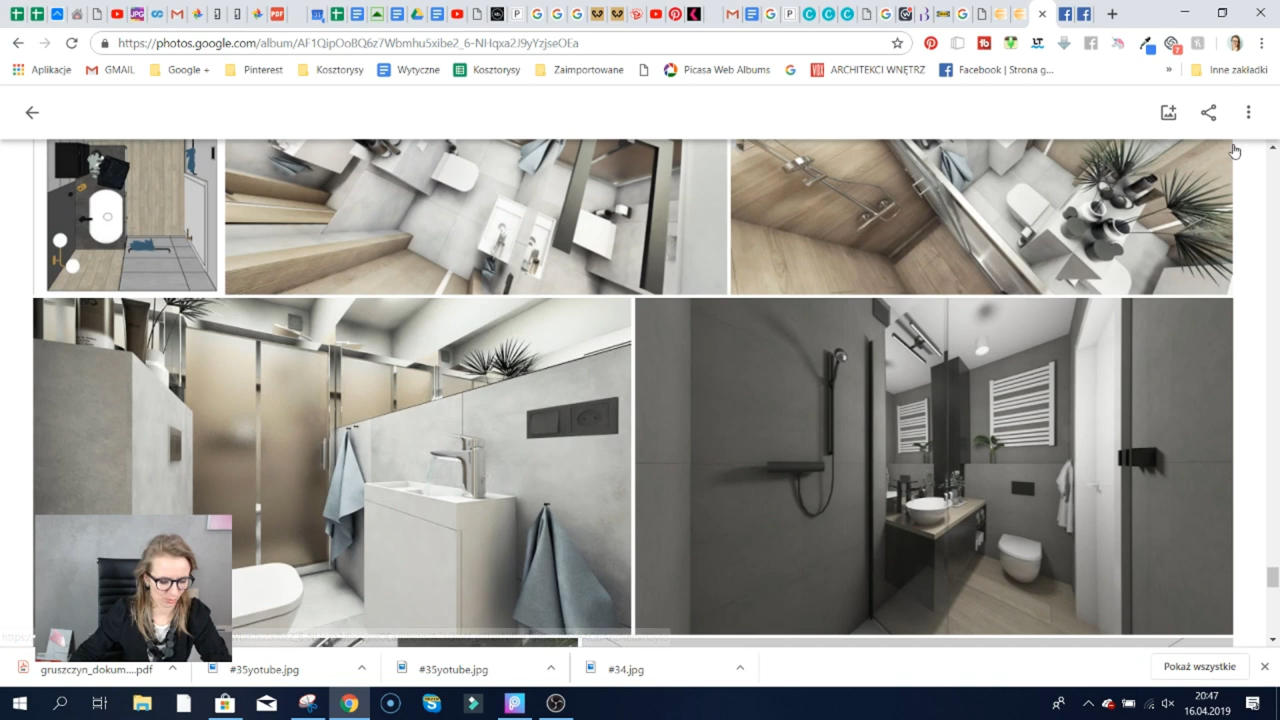 https://photos.google.com/album/AF1QipOoBQ6z7Wbmhu5xibe2_6-NHqxa2J9yYzjseOEa
7
Aplikacje
GMAIL
Google +
Pinterest
Kosztorysy
Wytyczne
Kosztorysy
Zaimportowane
Picasa Web Albums
ARCHITEKCI WNĘTRZ
Facebook | Strona g...
»
Inne zakładki
gruszczyn_dokum....pdf
#35yotube.jpg
#35yotube.jpg
#34.jpg
Pokaż wszystkie
20:47
16.04.2019